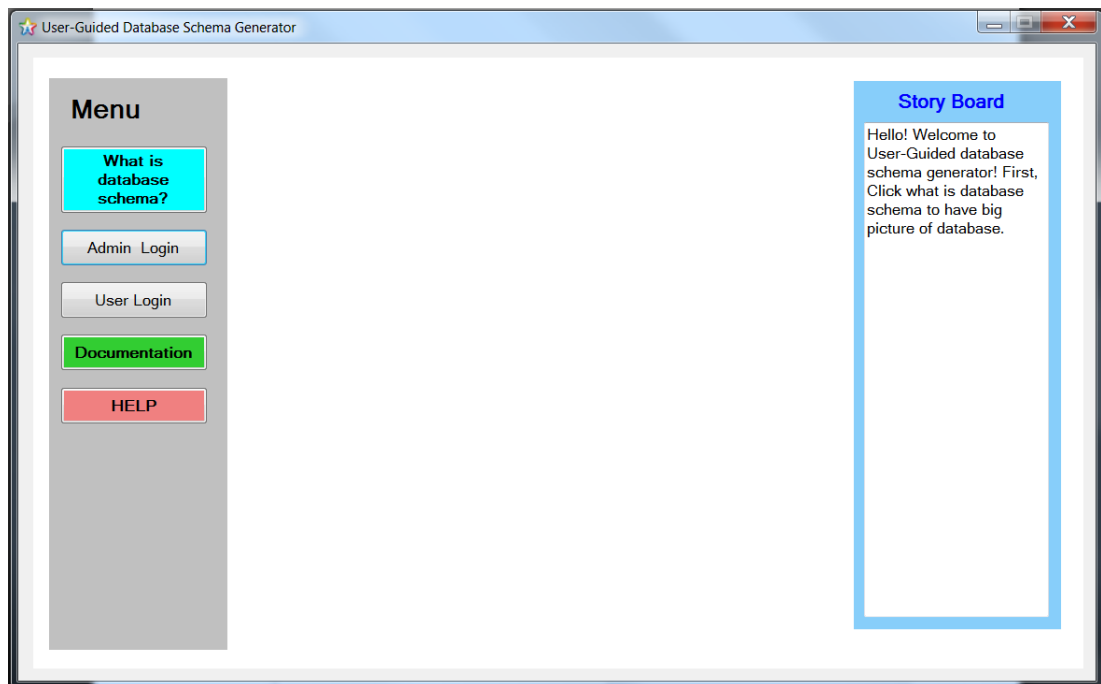 User-Guided Database Schema Generator
Menu
What is
database
schema?
Admin Login
User Login
Documentation
HELP
Story Board
Hello! Welcome to
User-Guided database
schema generator! First,
Click what is database
schema to have big
picture of database.